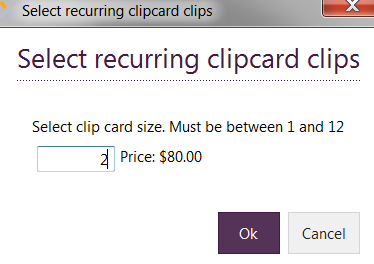 Select recurring clipcard clips
Select recurring clipcard clips
Select clip card size. Must be between 1 and 12
2 Price: $80.00
Ok Cancel